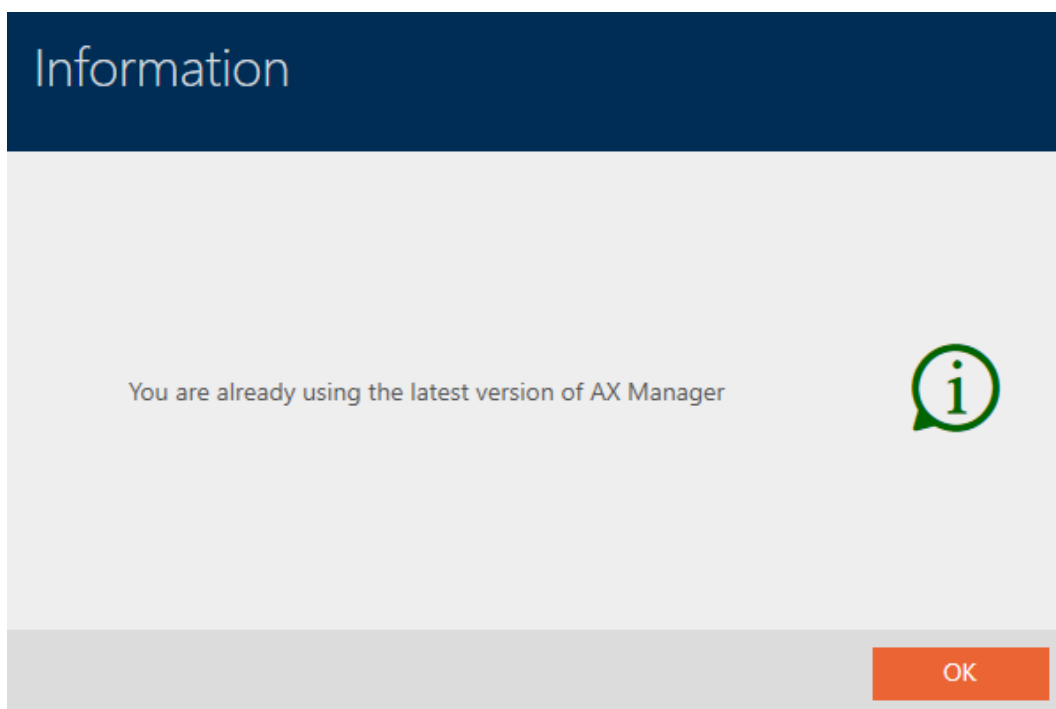 Information
You are already using the latest version of AX Manager
i
OK